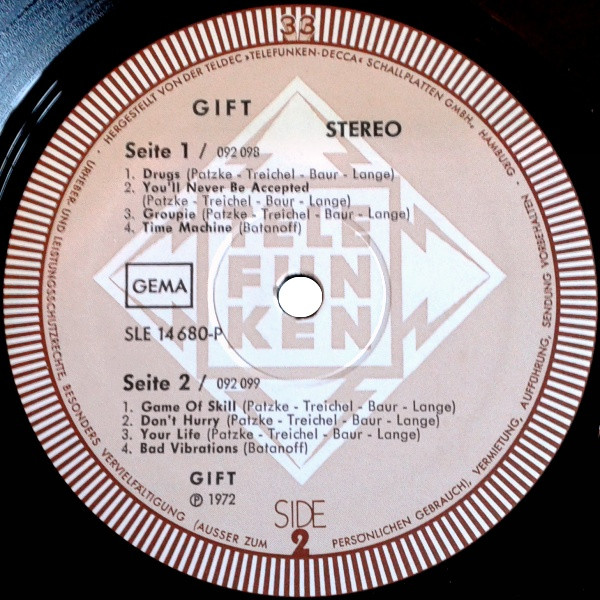 33
· HERGESTELLT VON DER TELDEC »TELEFUNKEN-DECCA« SCHALLPLATTEN GMBH., HAMBURG ·
URHEBER- UND LEISTUNGSSCHUTZRECHTE, BESONDERS VERVIELFÄLTIGUNG (AUSSER ZUM PERSÖNLICHEN GEBRAUCH), VERMIETUNG, AUFFÜHRUNG, SENDUNG VORBEHALTEN
GIFT
STEREO
Seite 1 / 092 098
1. Drugs (Patzke - Treichel - Baur - Lange)
2. You'll Never Be Accepted
(Patzke - Treichel - Baur - Lange)
3. Groupie (Patzke - Treichel - Baur - Lange)
4. Time Machine (Batanoff)
TELE
FUN
KEN
GEMA
SLE 14 680-P
Seite 2 / 092 099
1. Game Of Skill (Patzke - Treichel - Baur - Lange)
2. Don't Hurry (Patzke - Treichel - Baur - Lange)
3. Your Life (Patzke - Treichel - Baur - Lange)
4. Bad Vibrations (Batanoff)
GIFT
℗ 1972
SIDE
2